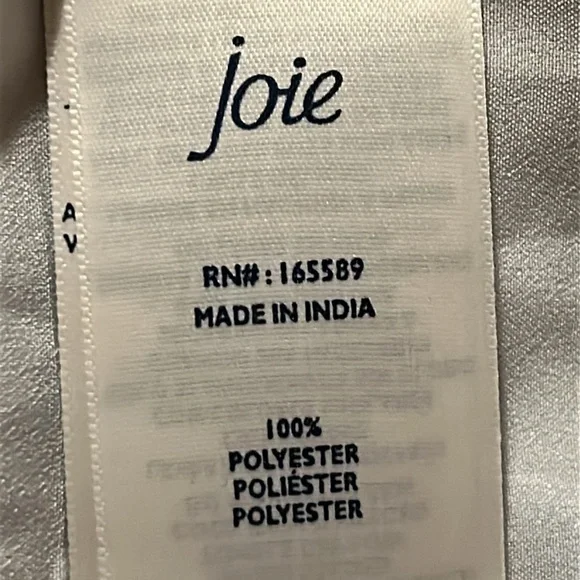 joie
A
V
RN#: 165589
MADE IN INDIA
100%
POLYESTER
POLIÉSTER
POLYESTER